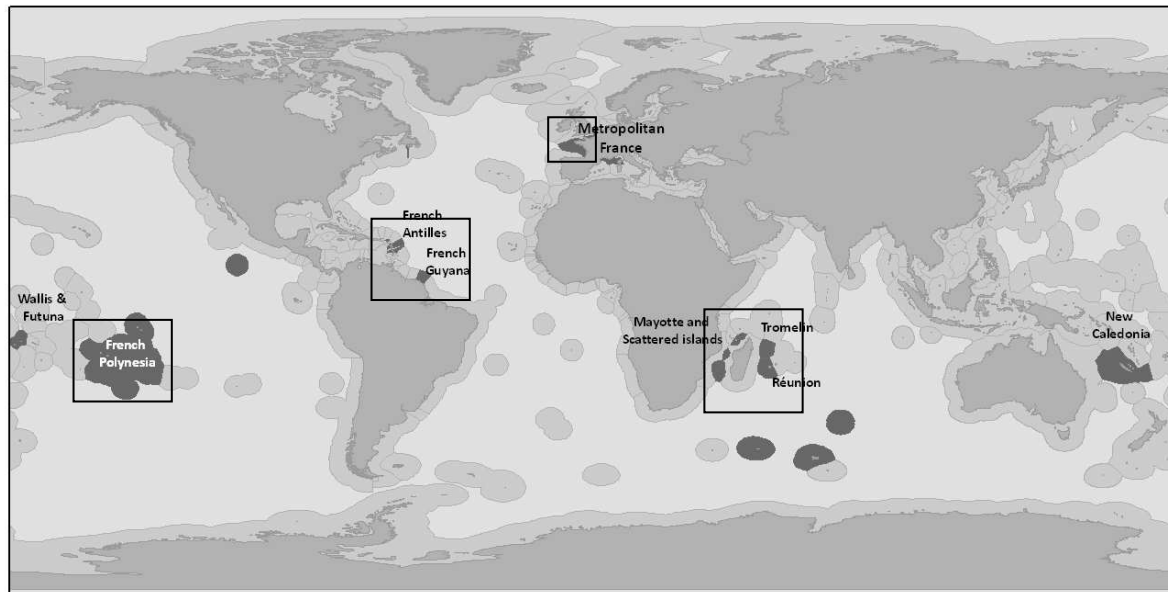 Metropolitan
France
French
Antilles
French
Guyana
Wallis &
Futuna
French
Polynesia
Mayotte and
Scattered islands
Tromelin
Réunion
New
Caledonia